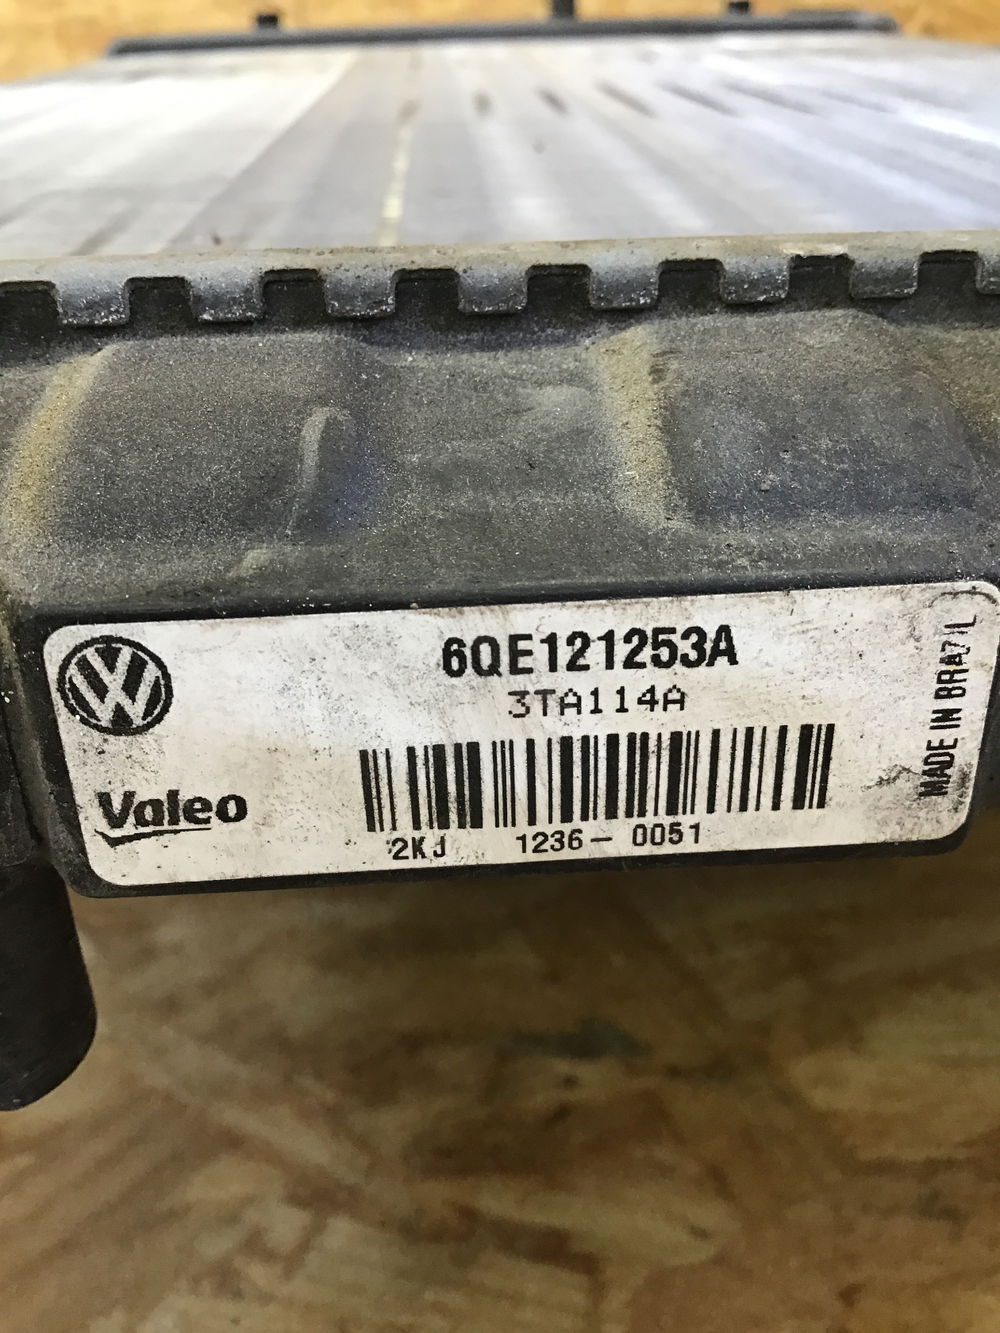 6QE121253A
3TA114A
Valeo
2KJ 1236- 0051
MADE IN BRAZIL